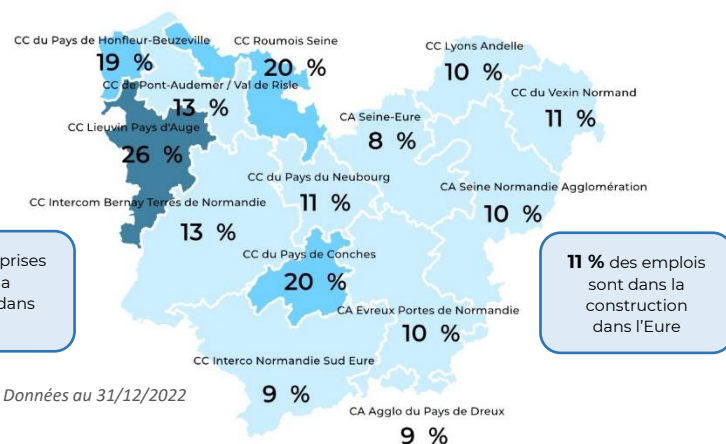 CC du Pays de Honfleur-Beuzeville
19 %
CC Roumois Seine
20 %
CC Lyons Andelle
10 %
CC de Pont-Audemer / Val de Risle
13 %
CC du Vexin Normand
11 %
CC Lieuvin Pays d'Auge
26 %
CA Seine-Eure
8 %
CC du Pays du Neubourg
11 %
CA Seine Normandie Agglomération
10 %
CC Intercom Bernay Terres de Normandie
13 %
CC du Pays de Conches
20 %
prises
a
dans
11 % des emplois
sont dans la
construction
dans l'Eure
CA Evreux Portes de Normandie
10 %
CC Interco Normandie Sud Eure
9 %
Données au 31/12/2022
CA Agglo du Pays de Dreux
9 %